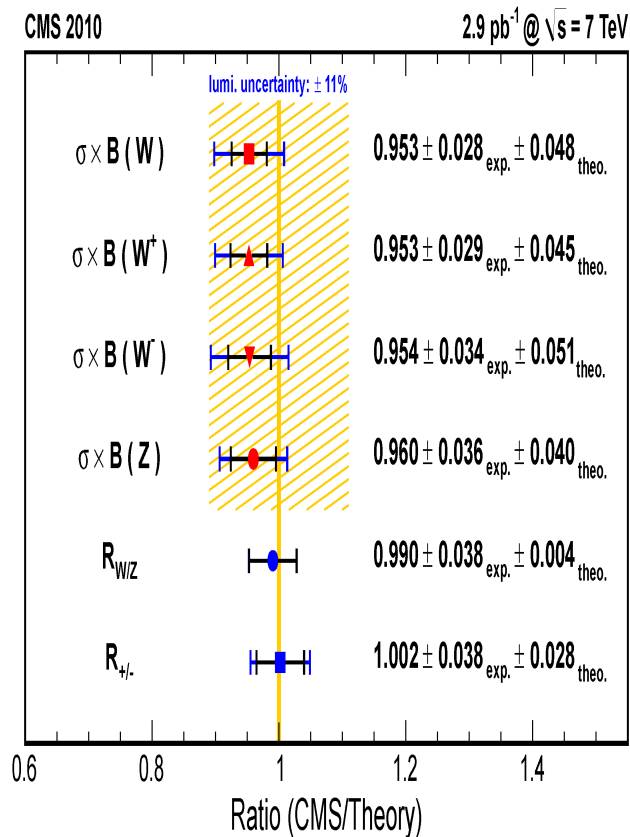 CMS 2010 2.9 pb⁻¹ @ √s = 7 TeV
lumi. uncertainty: ± 11%
σ × B ( W ) 0.953 ± 0.028 exp. ± 0.048 theo.
σ × B ( W⁺ ) 0.953 ± 0.029 exp. ± 0.045 theo.
σ × B ( W⁻ ) 0.954 ± 0.034 exp. ± 0.051 theo.
σ × B ( Z ) 0.960 ± 0.036 exp. ± 0.040 theo.
R W/Z 0.990 ± 0.038 exp. ± 0.004 theo.
R +/- 1.002 ± 0.038 exp. ± 0.028 theo.
0.6 0.8 1 1.2 1.4
Ratio (CMS/Theory)